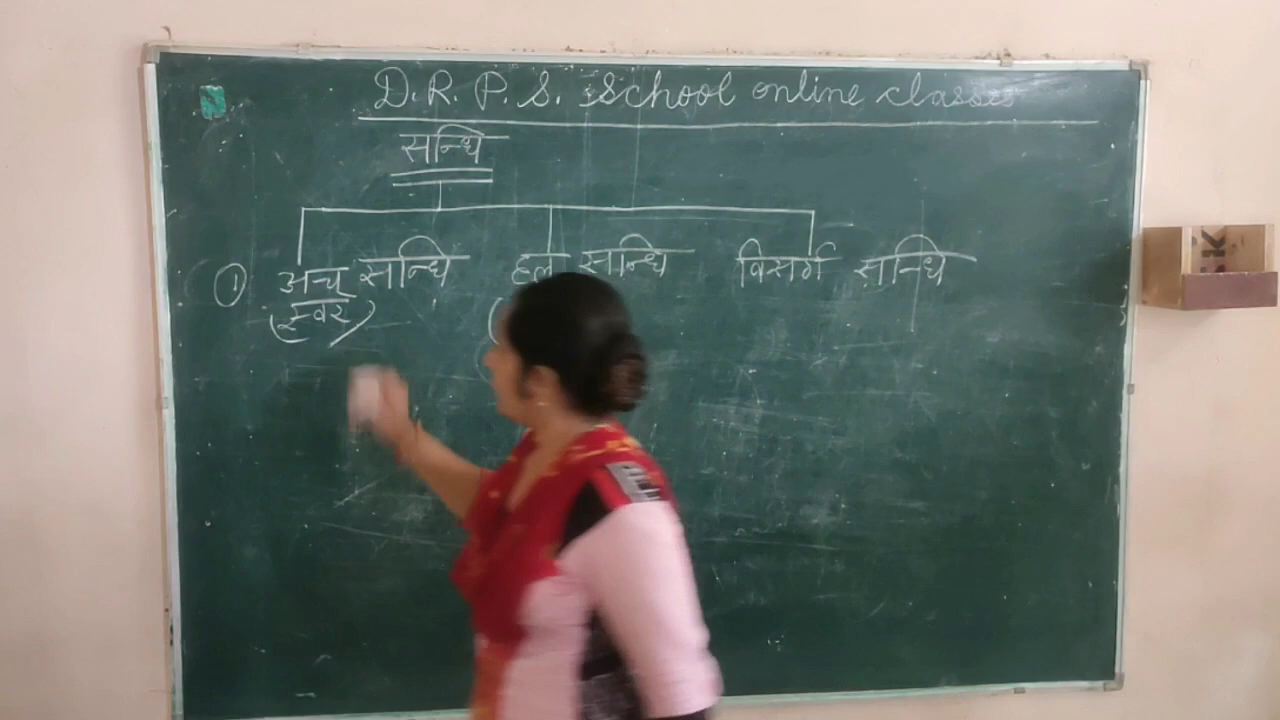 D. R. P. S. School online classes
सन्धि
① अच् सन्धि हल् सन्धि विसर्ग सन्धि
(स्वर)